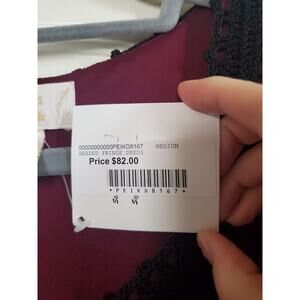 00000000000PEIKD8167 MEDIUM
BEADED FRINGE DRESS
Price $82.00
*PEIKD8167*